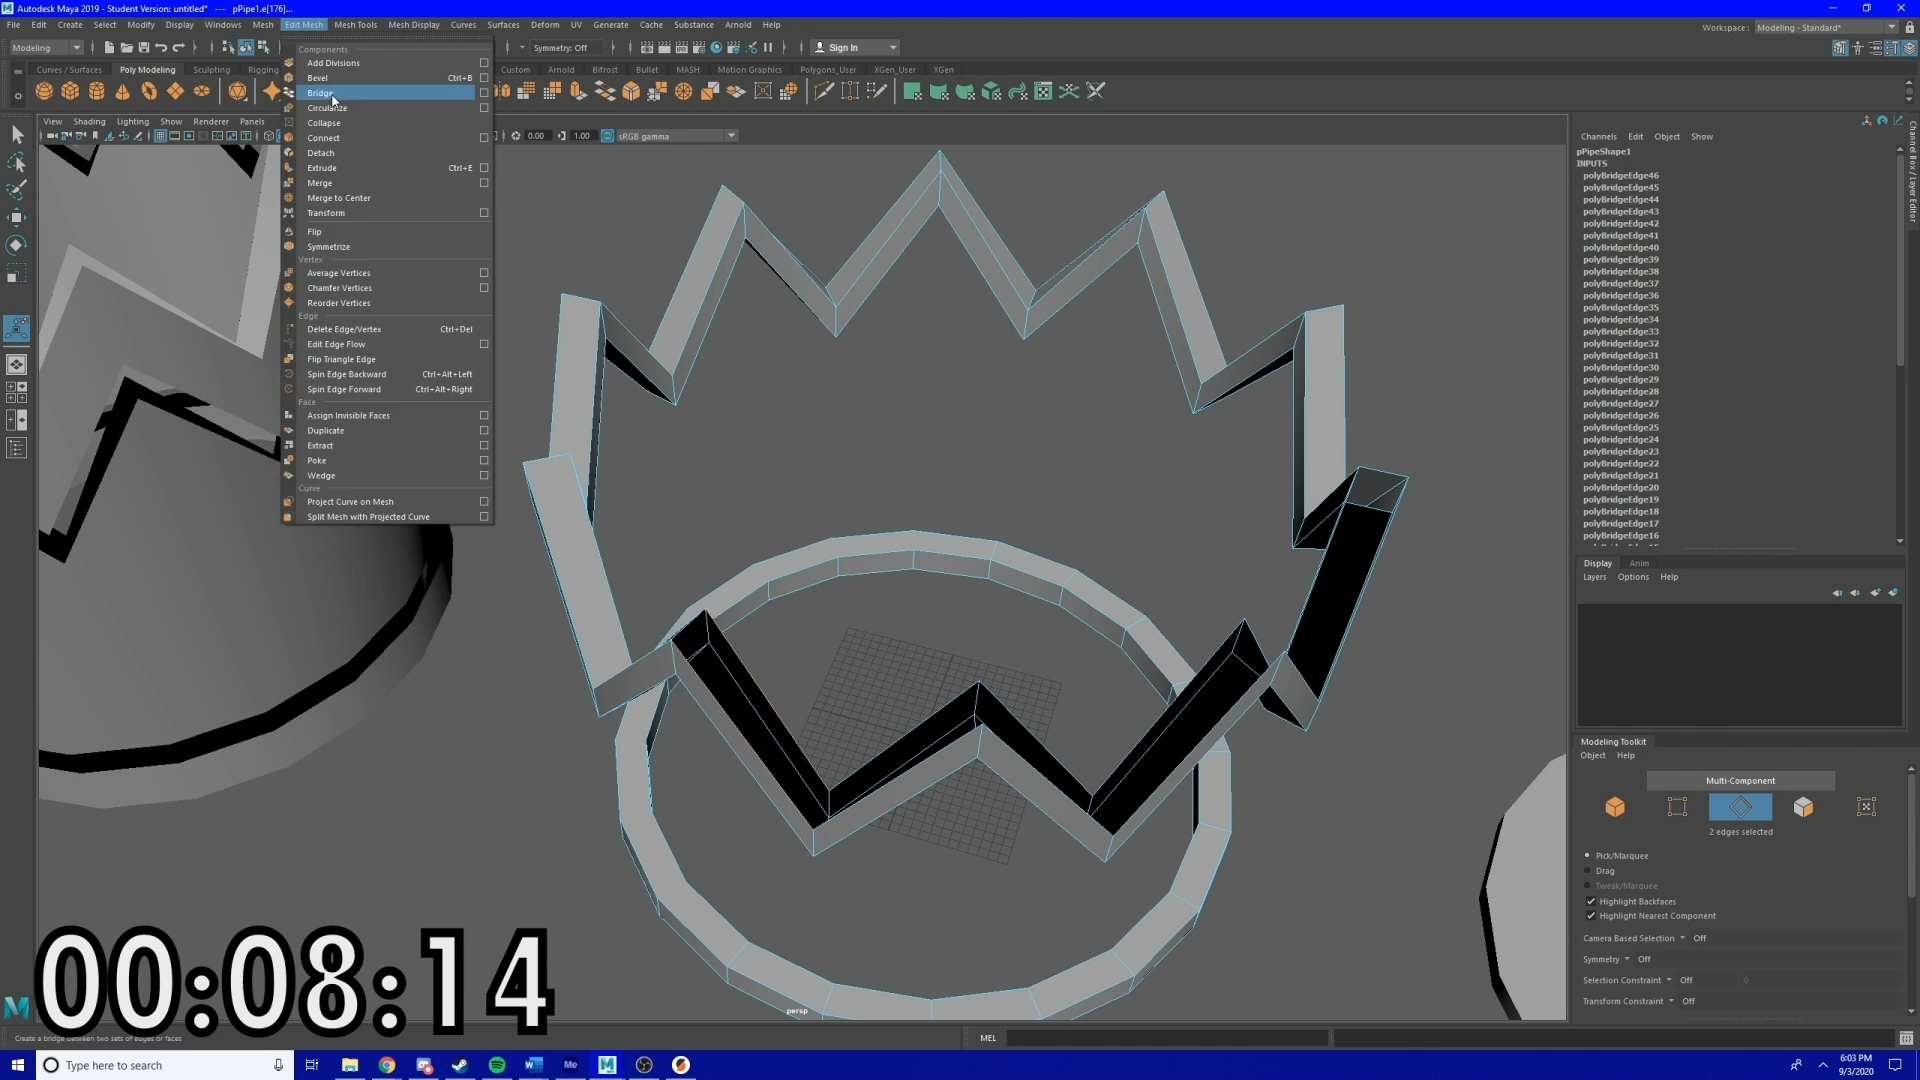 Autodesk Maya 2019 - Student Version: untitled* --- pPipe1.e[176]...
File Edit Create Select Modify Display Windows Mesh Edit Mesh Mesh Tools Mesh Display Curves Surfaces Deform UV Generate Cache Substance Arnold Help
Workspace : Modeling - Standard*
Modeling
Symmetry: Off
Sign In
Curves / Surfaces Poly Modeling Sculpting Rigging
Custom Arnold Bifrost Bullet MASH Motion Graphics Polygons_User XGen_User XGen
View Shading Lighting Show Renderer Panels
0.00 1.00 sRGB gamma
Components
Add Divisions
Bevel Ctrl+B
Bridge
Circularize
Collapse
Connect
Detach
Extrude Ctrl+E
Merge
Merge to Center
Transform
Flip
Symmetrize
Vertex
Average Vertices
Chamfer Vertices
Reorder Vertices
Edge
Delete Edge/Vertex Ctrl+Del
Edit Edge Flow
Flip Triangle Edge
Spin Edge Backward Ctrl+Alt+Left
Spin Edge Forward Ctrl+Alt+Right
Face
Assign Invisible Faces
Duplicate
Extract
Poke
Wedge
Curve
Project Curve on Mesh
Split Mesh with Projected Curve
Channels Edit Object Show
pPipeShape1
INPUTS
polyBridgeEdge46
polyBridgeEdge45
polyBridgeEdge44
polyBridgeEdge43
polyBridgeEdge42
polyBridgeEdge41
polyBridgeEdge40
polyBridgeEdge39
polyBridgeEdge38
polyBridgeEdge37
polyBridgeEdge36
polyBridgeEdge35
polyBridgeEdge34
polyBridgeEdge33
polyBridgeEdge32
polyBridgeEdge31
polyBridgeEdge30
polyBridgeEdge29
polyBridgeEdge28
polyBridgeEdge27
polyBridgeEdge26
polyBridgeEdge25
polyBridgeEdge24
polyBridgeEdge23
polyBridgeEdge22
polyBridgeEdge21
polyBridgeEdge20
polyBridgeEdge19
polyBridgeEdge18
polyBridgeEdge17
polyBridgeEdge16
Channel Box / Layer Editor
Display Anim
Layers Options Help
Modeling Toolkit
Object Help
Multi-Component
2 edges selected
Pick/Marquee
Drag
Tweak/Marquee
Highlight Backfaces
Highlight Nearest Component
Camera Based Selection Off
Symmetry Off
Selection Constraint Off 0
Transform Constraint Off
persp
00:08:14
Create a bridge between two sets of edges or faces
MEL
Type here to search
Me
6:03 PM
9/3/2020